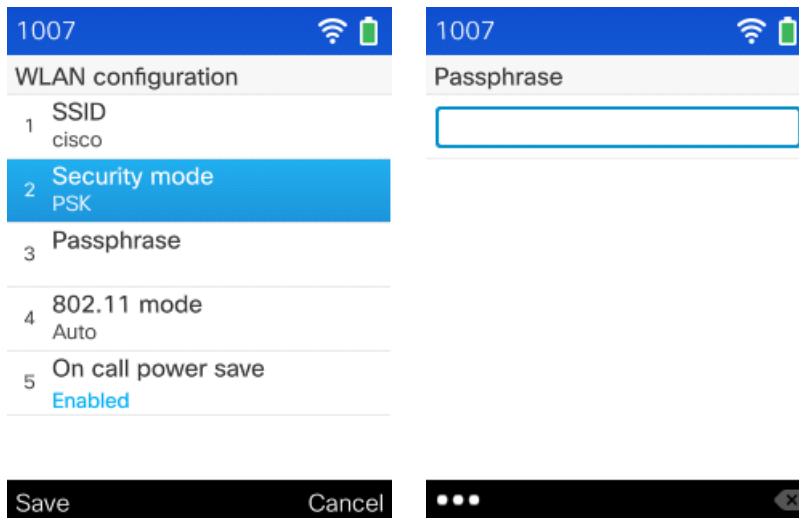 1007
WLAN configuration
1 SSID
cisco
2 Security mode
PSK
3 Passphrase
4 802.11 mode
Auto
5 On call power save
Enabled
Save Cancel
1007
Passphrase